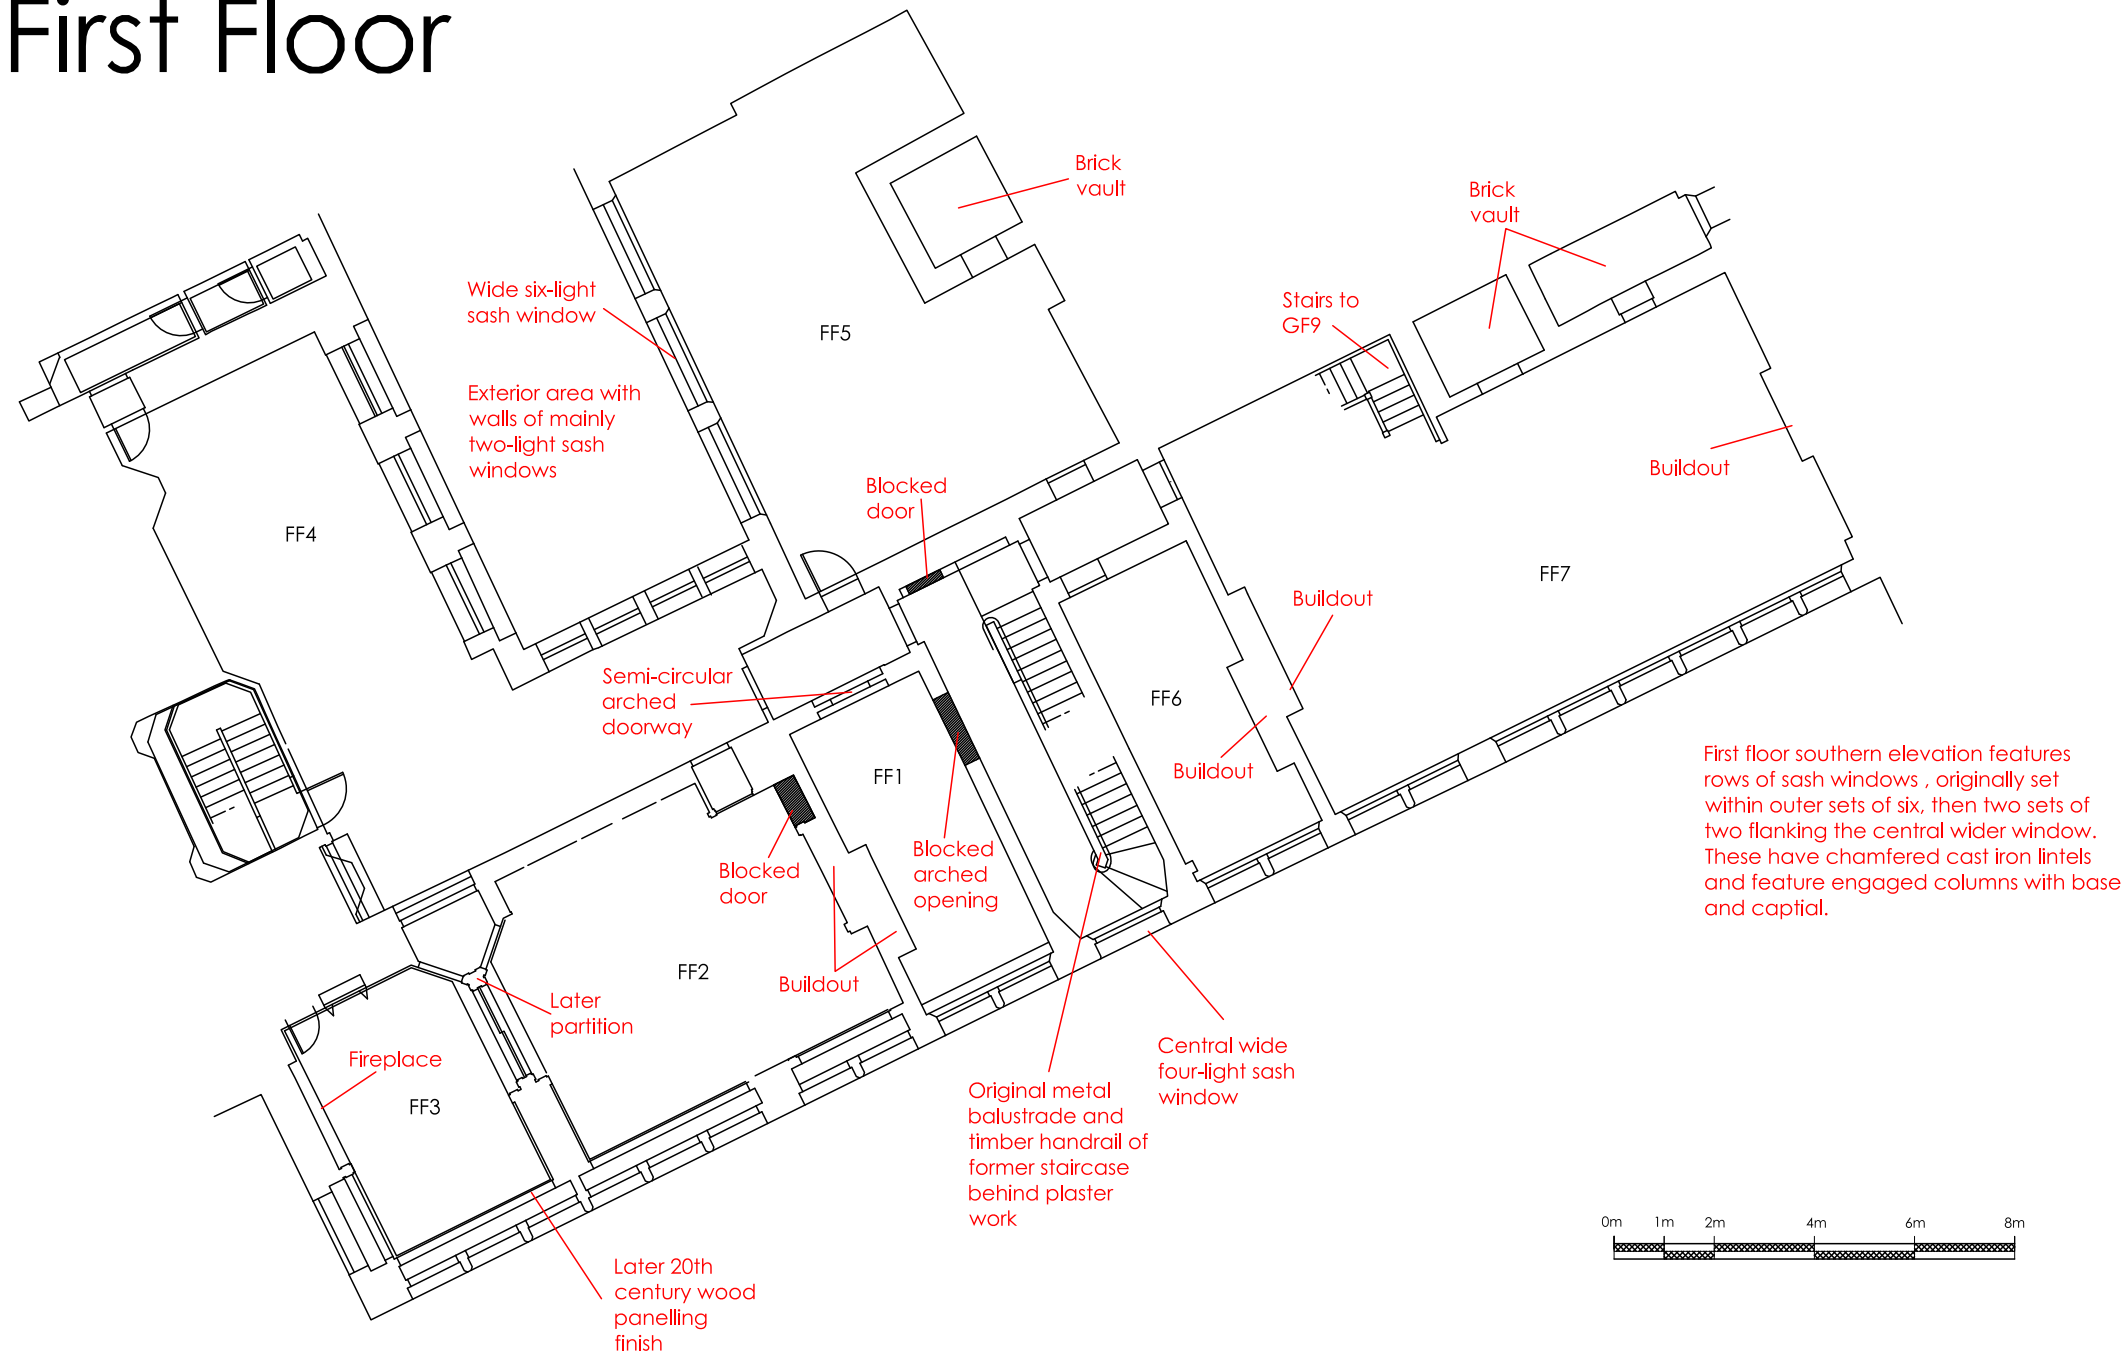 First Floor
Brick
vault
Brick
vault
Wide six-light
sash window
Stairs to
GF9
FF5
Exterior area with
walls of mainly
two-light sash
windows
Buildout
Blocked
door
FF4
FF7
Buildout
Semi-circular
arched
doorway
FF6
Buildout
FF1
First floor southern elevation features
rows of sash windows , originally set
within outer sets of six, then two sets of
two flanking the central wider window.
These have chamfered cast iron lintels
and feature engaged columns with base
and captial.
Blocked
door
Blocked
arched
opening
FF2
Buildout
Later
partition
Fireplace
FF3
Central wide
four-light sash
window
Original metal
balustrade and
timber handrail of
former staircase
behind plaster
work
0m 1m 2m 4m 6m 8m
Later 20th
century wood
panelling
finish